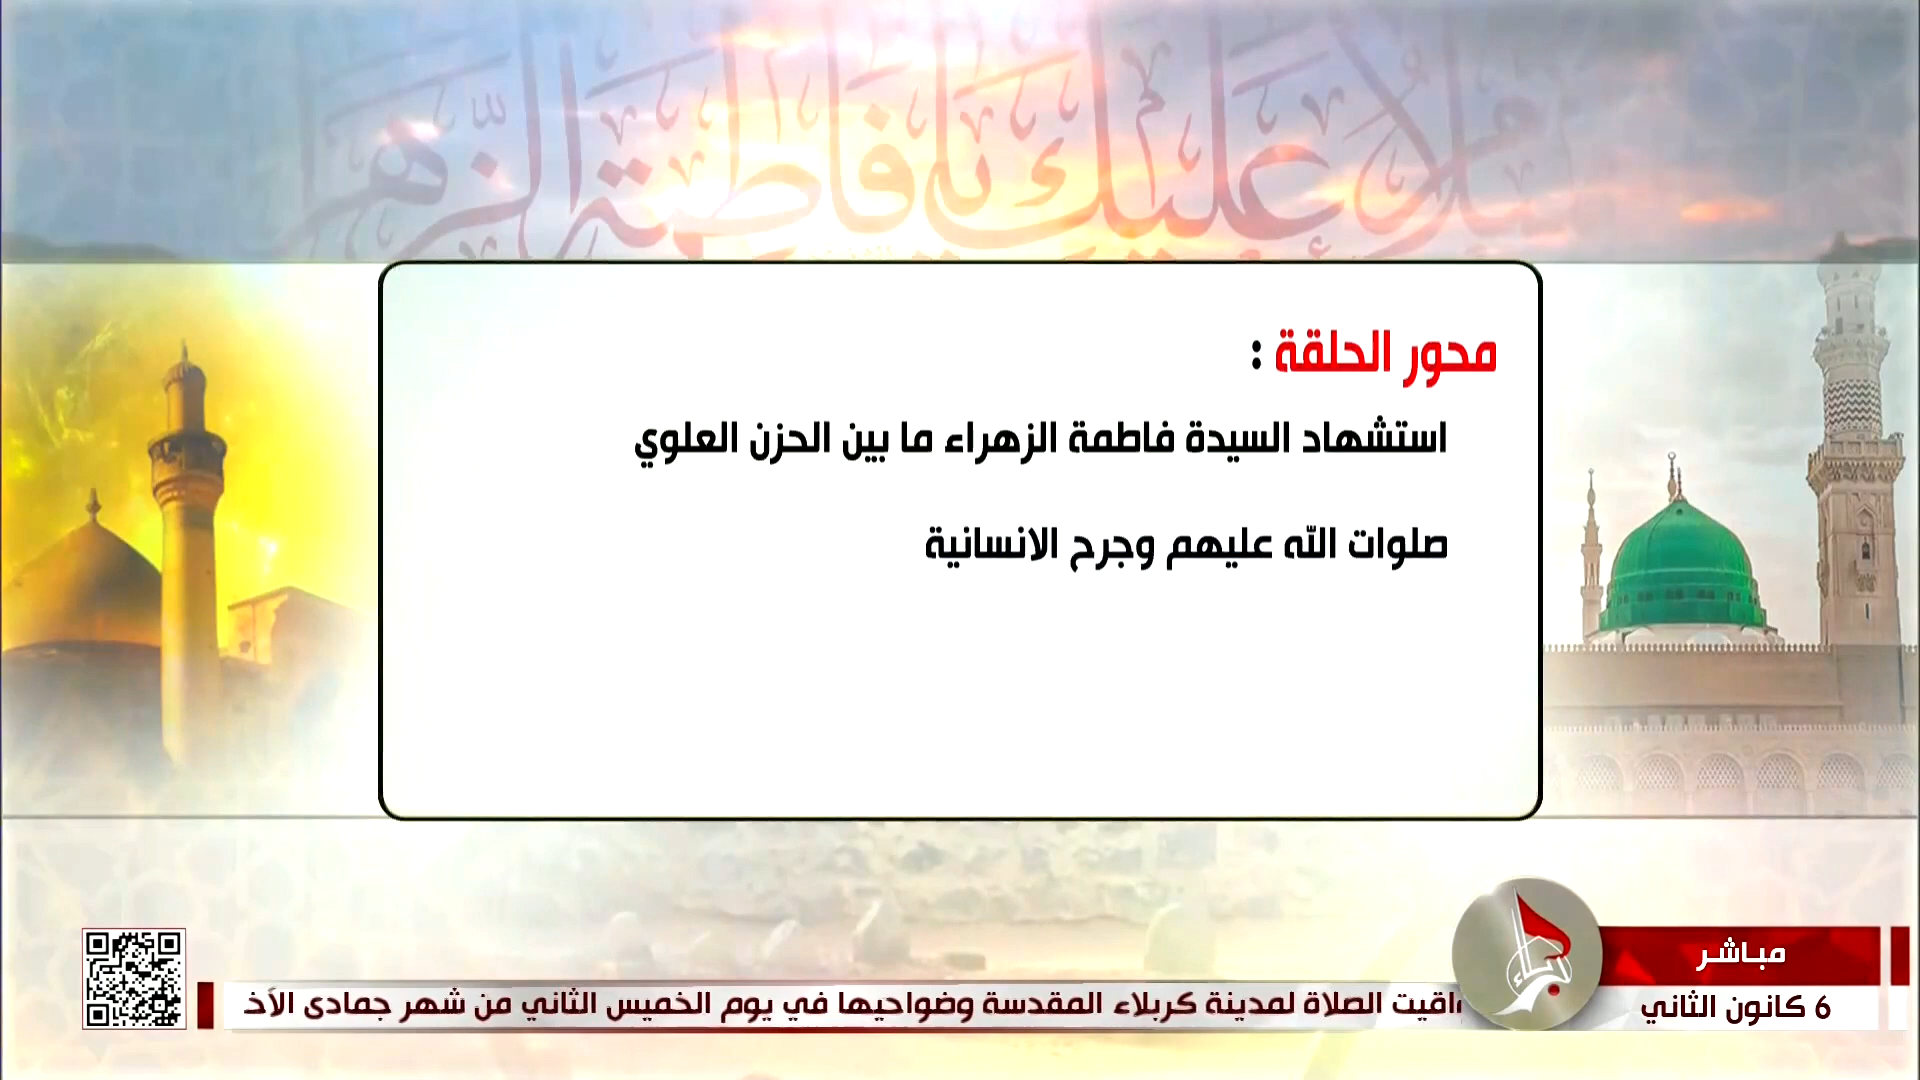 السلام عليك يا فاطمة الزهراء
محور الحلقة :
استشهاد السيدة فاطمة الزهراء ما بين الحزن العلوي
صلوات الله عليهم وجرح الانسانية
مباشر
كربلاء
6 كانون الثاني
اقيت الصلاة لمدينة كربلاء المقدسة وضواحيها في يوم الخميس الثاني من شهر جمادى الآخ